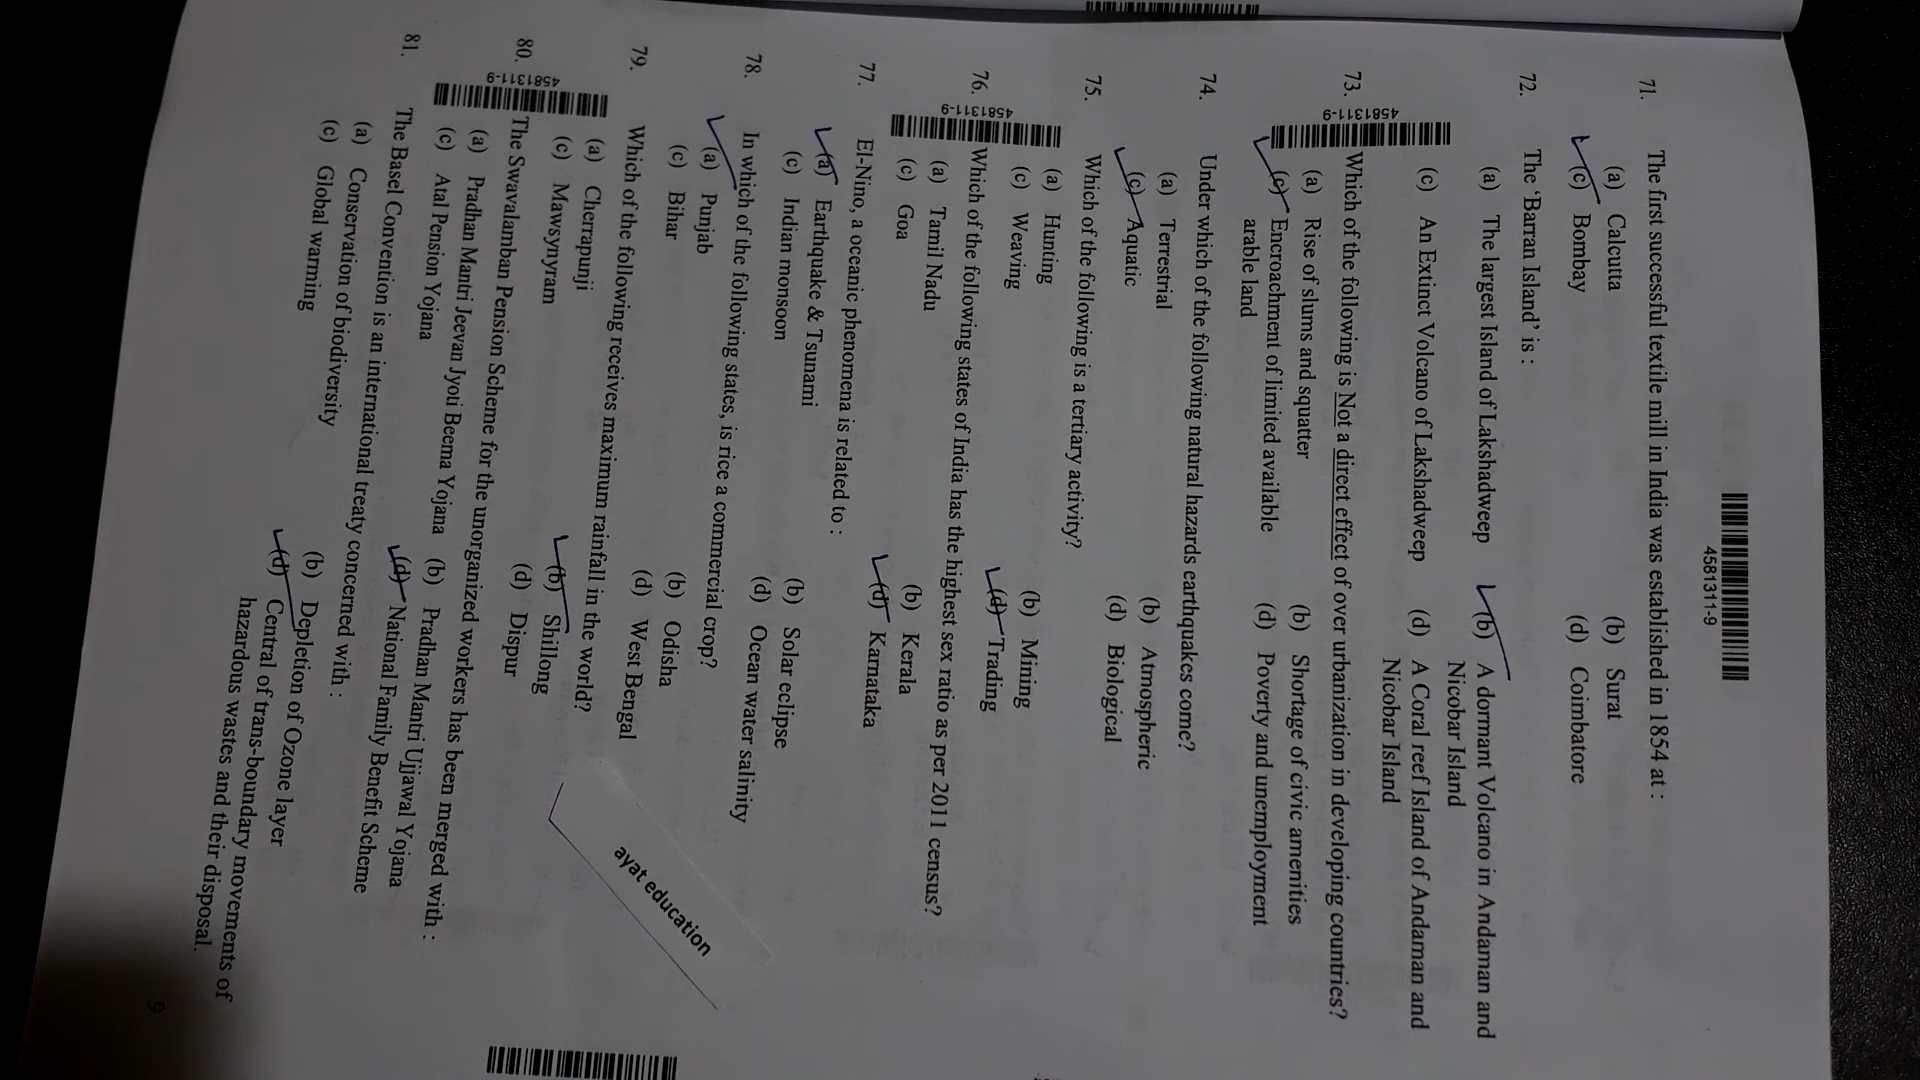 4581311-9
71. The first successful textile mill in India was established in 1854 at :
(a) Calcutta (b) Surat
(c) Bombay (d) Coimbatore
72. The 'Barran Island' is :
(a) The largest Island of Lakshadweep (b) A dormant Volcano in Andaman and
Nicobar Island
(c) An Extinct Volcano of Lakshadweep (d) A Coral reef Island of Andaman and
Nicobar Island
4581311-9
73. Which of the following is Not a direct effect of over urbanization in developing countries?
(a) Rise of slums and squatter (b) Shortage of civic amenities
(c) Encroachment of limited available (d) Poverty and unemployment
arable land
74. Under which of the following natural hazards earthquakes come?
(a) Terrestrial (b) Atmospheric
(c) Aquatic (d) Biological
75. Which of the following is a tertiary activity?
(a) Hunting (b) Mining
(c) Weaving (d) Trading
4581311-9
76. Which of the following states of India has the highest sex ratio as per 2011 census?
(a) Tamil Nadu (b) Kerala
(c) Goa (d) Karnataka
77. El-Nino, a oceanic phenomena is related to :
(a) Earthquake & Tsunami (b) Solar eclipse
(c) Indian monsoon (d) Ocean water salinity
78. In which of the following states, is rice a commercial crop?
(a) Punjab (b) Odisha
(c) Bihar (d) West Bengal
79. Which of the following receives maximum rainfall in the world?
(a) Cherrapunji (b) Shillong
(c) Mawsynyram (d) Dispur
4581311-9
80. The Swavalamban Pension Scheme for the unorganized workers has been merged with :
(a) Pradhan Mantri Jeevan Jyoti Beema Yojana (b) Pradhan Mantri Ujjawal Yojana
(c) Atal Pension Yojana (d) National Family Benefit Scheme
81. The Basel Convention is an international treaty concerned with :
(a) Conservation of biodiversity (b) Depletion of Ozone layer
(c) Global warming (d) Central of trans-boundary movements of
hazardous wastes and their disposal.
ayat education
9